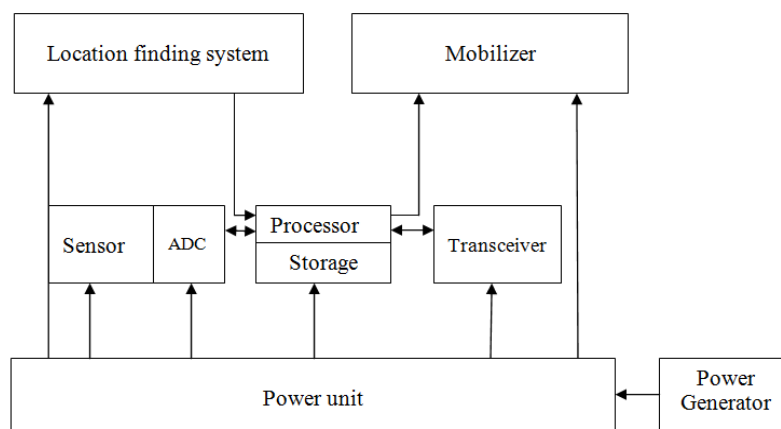 Location finding system
Mobilizer
Sensor
ADC
Processor
Storage
Transceiver
Power unit
Power
Generator